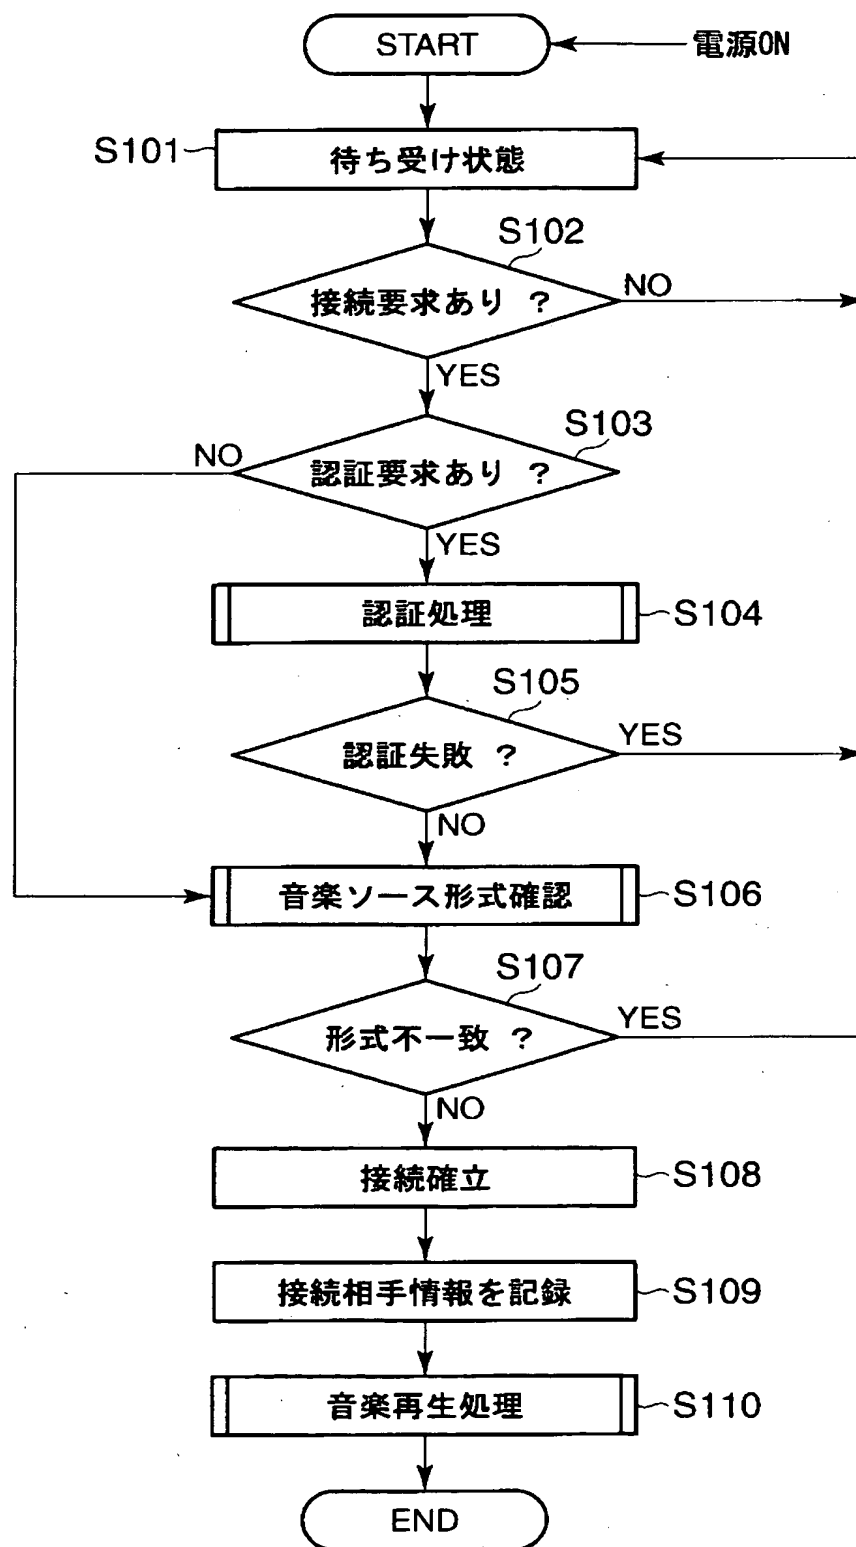 START
電源ON
S101
待ち受け状態
S102
接続要求あり ?
NO
YES
S103
NO
認証要求あり ?
YES
認証処理
S104
S105
認証失敗 ?
YES
NO
音楽ソース形式確認
S106
S107
形式不一致 ?
YES
NO
接続確立
S108
接続相手情報を記録
S109
音楽再生処理
S110
END